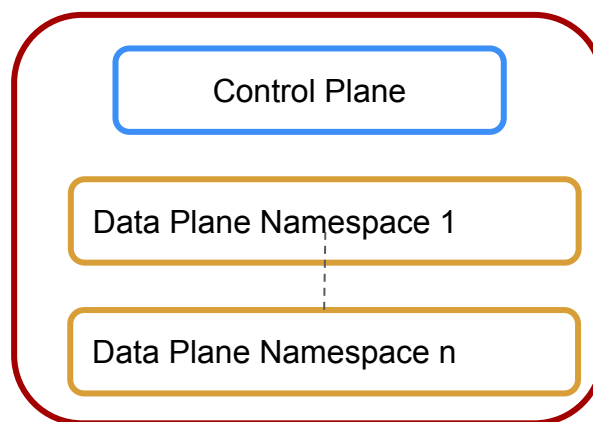 Control Plane
Data Plane Namespace 1
Data Plane Namespace n